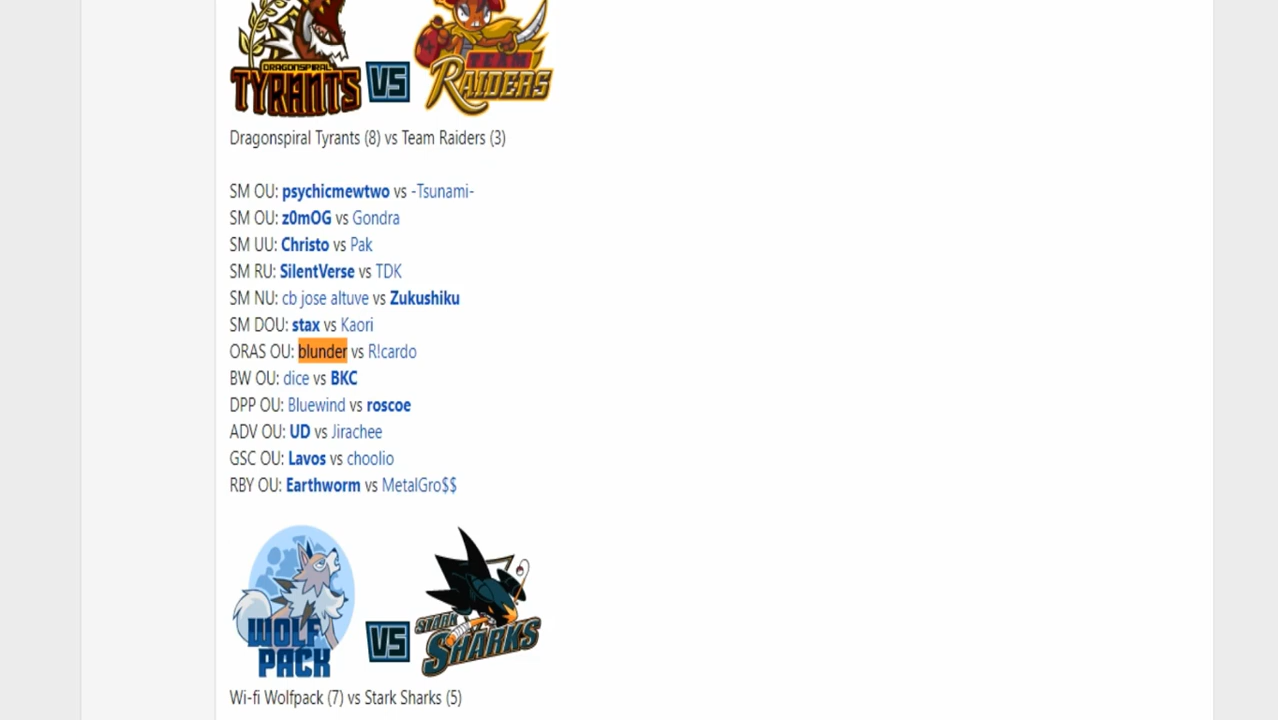 DRAGONSPIRAL
TYRANTS
VS
TEAM
RAIDERS
Dragonspiral Tyrants (8) vs Team Raiders (3)
SM OU: psychicmewtwo vs -Tsunami-
SM OU: z0mOG vs Gondra
SM UU: Christo vs Pak
SM RU: SilentVerse vs TDK
SM NU: cb jose altuve vs Zukushiku
SM DOU: stax vs Kaori
ORAS OU: blunder vs R!cardo
BW OU: dice vs BKC
DPP OU: Bluewind vs roscoe
ADV OU: UD vs Jirachee
GSC OU: Lavos vs choolio
RBY OU: Earthworm vs MetalGro$$
WOLF
PACK
VS
STARK
SHARKS
Wi-fi Wolfpack (7) vs Stark Sharks (5)